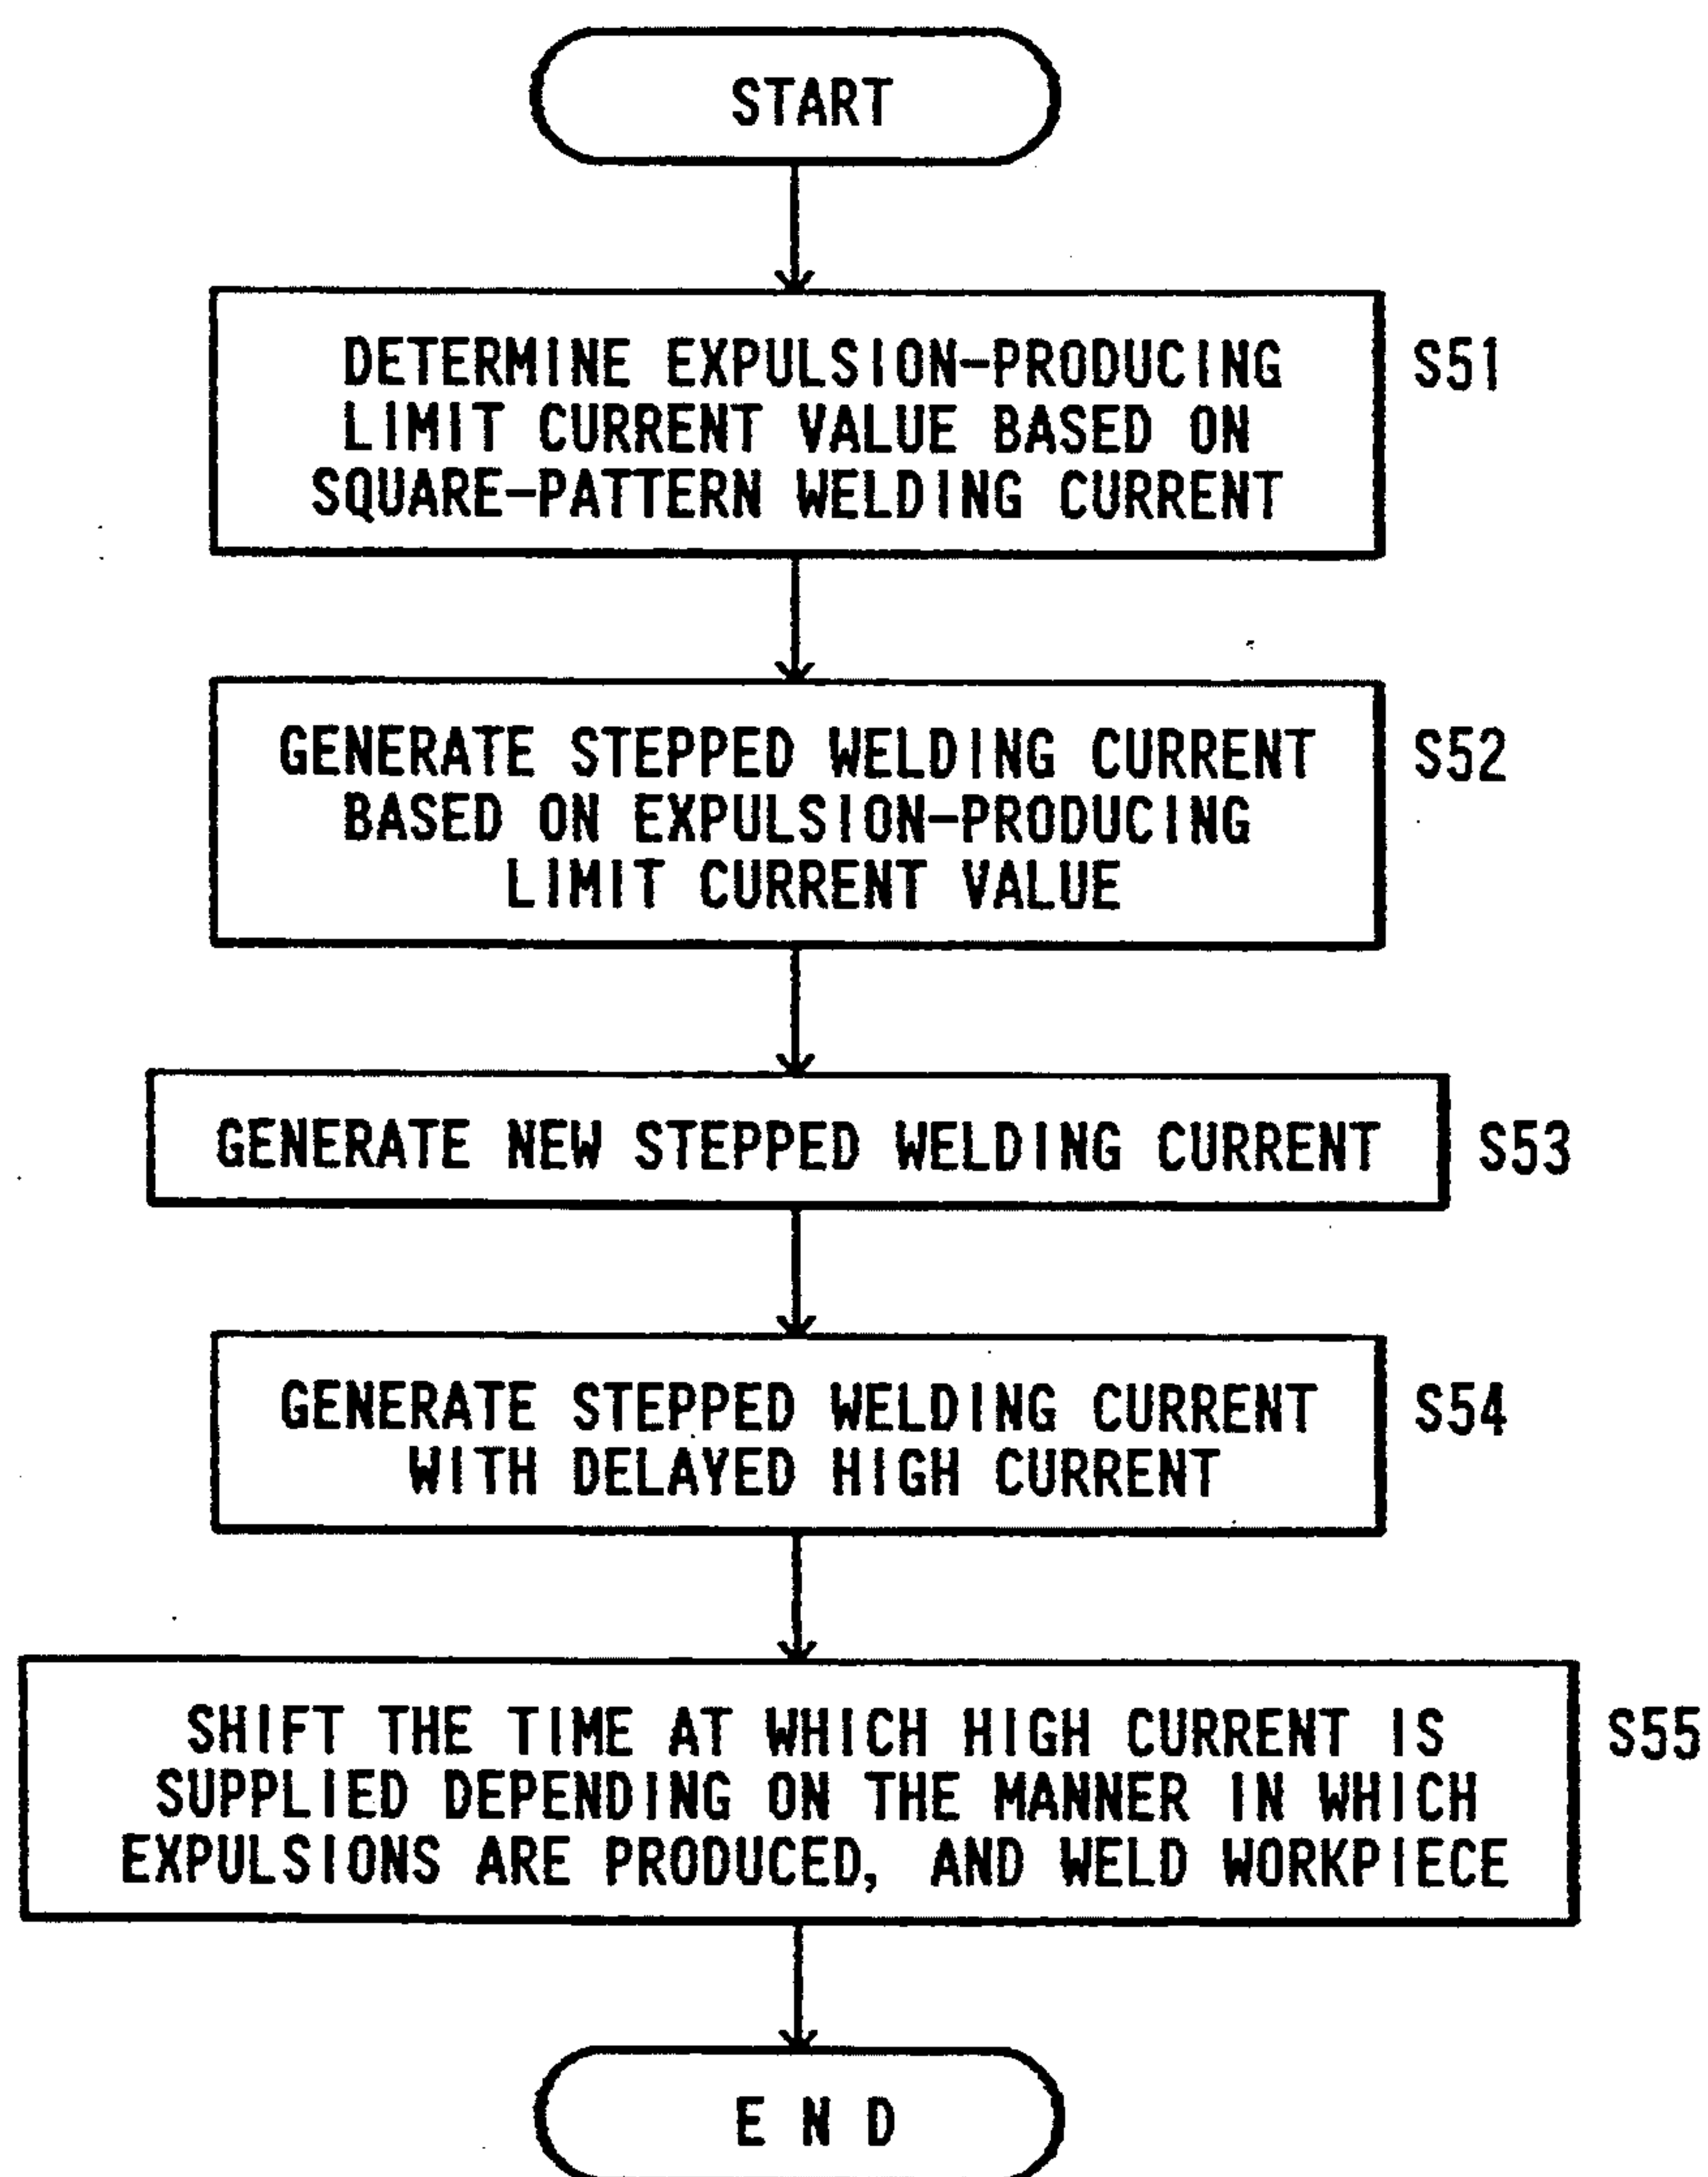 START
DETERMINE EXPULSION-PRODUCING
LIMIT CURRENT VALUE BASED ON
SQUARE-PATTERN WELDING CURRENT
S51
GENERATE STEPPED WELDING CURRENT
BASED ON EXPULSION-PRODUCING
LIMIT CURRENT VALUE
S52
GENERATE NEW STEPPED WELDING CURRENT
S53
GENERATE STEPPED WELDING CURRENT
WITH DELAYED HIGH CURRENT
S54
SHIFT THE TIME AT WHICH HIGH CURRENT IS
SUPPLIED DEPENDING ON THE MANNER IN WHICH
EXPULSIONS ARE PRODUCED, AND WELD WORKPIECE
S55
END